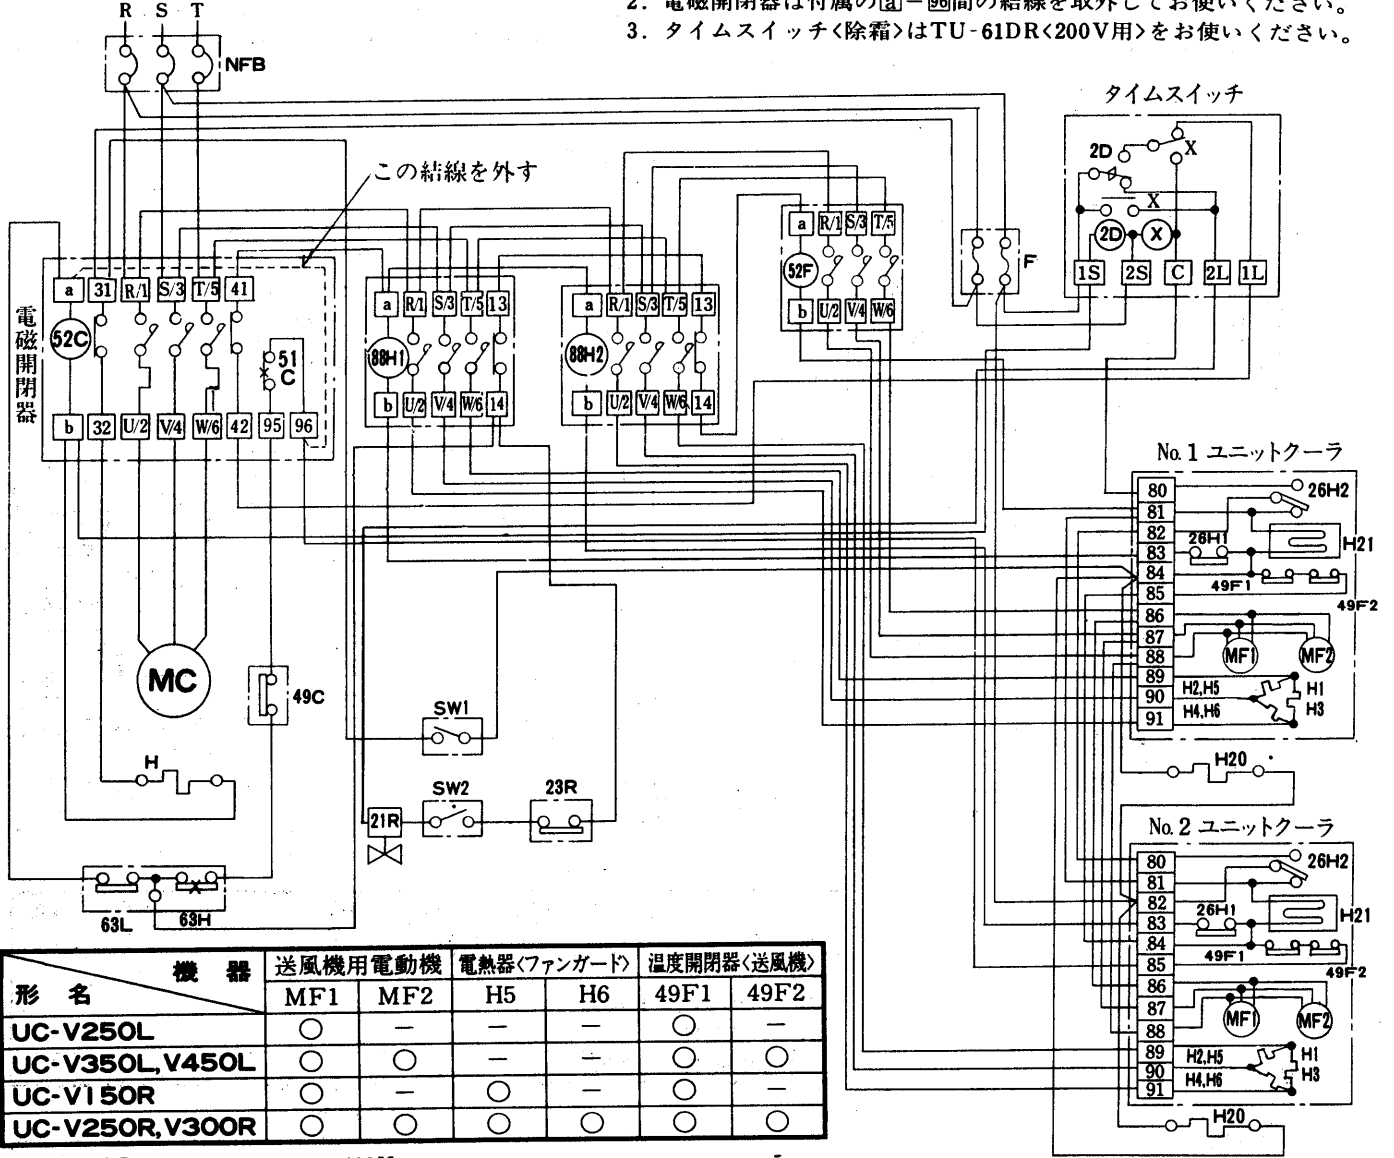 2. 電磁開閉器は付属のa－96間の結線を取外してお使いください。
3. タイムスイッチ<除霜>はTU-61DR<200V用>をお使いください。
R S T
NFB
タイムスイッチ
この結線を外す
2D X
X
2D X
1S 2S C 2L 1L
F
a R/1 S/3 T/5
52F
b U/2 V/4 W/6
電磁開閉器
a 31 R/1 S/3 T/5 41
52C
51C
b 32 U/2 V/4 W/6 42 95 96
a R/1 S/3 T/5 13
88H1
b U/2 V/4 W/6 14
a R/1 S/3 T/5 13
88H2
b U/2 V/4 W/6 14
No.1 ユニットクーラ
80
81
82
83
84
85
86
87
88
89
90
91
26H2
26H1
H21
49F1
49F2
MF1 MF2
H2,H5 H1
H4,H6 H3
H20
MC
49C
H
SW1
SW2
23R
21R
63L 63H
No.2 ユニットクーラ
80
81
82
83
84
85
86
87
88
89
90
91
26H2
26H1
H21
49F1
49F2
MF1 MF2
H2,H5 H1
H4,H6 H3
H20
機器 送風機用電動機 電熱器<ファンガード> 温度開閉器<送風機>
形名 MF1 MF2 H5 H6 49F1 49F2
UC-V250L ○ － － － ○ －
UC-V350L,V450L ○ ○ － － ○ ○
UC-V150R ○ － ○ － ○ －
UC-V250R,V300R ○ ○ ○ ○ ○ ○